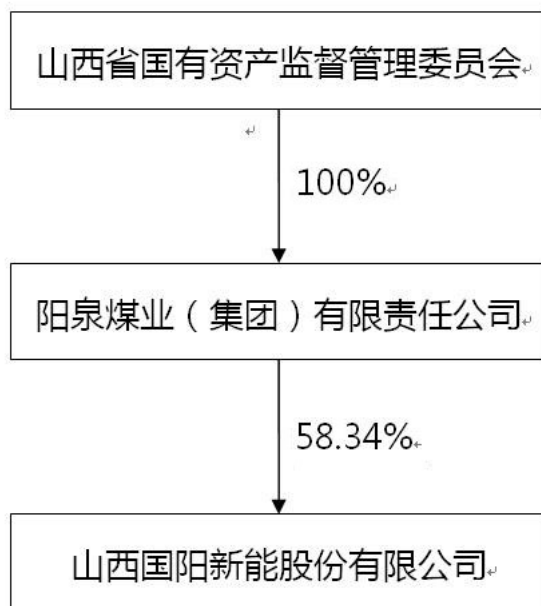 山西省国有资产监督管理委员会
100%
阳泉煤业（集团）有限责任公司
58.34%
山西国阳新能股份有限公司